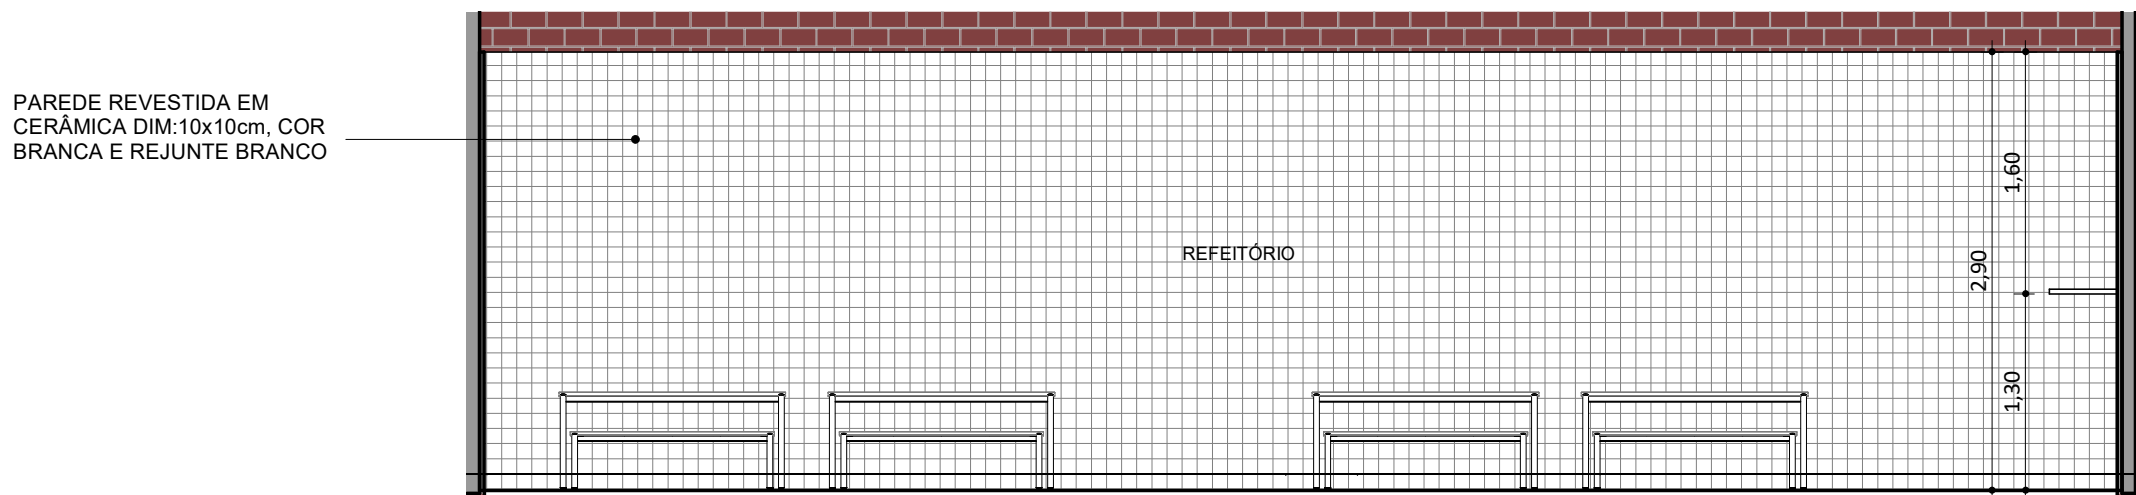 PAREDE REVESTIDA EM
CERÂMICA DIM:10x10cm, COR
BRANCA E REJUNTE BRANCO
REFEITÓRIO
1,60
2,90
1,30